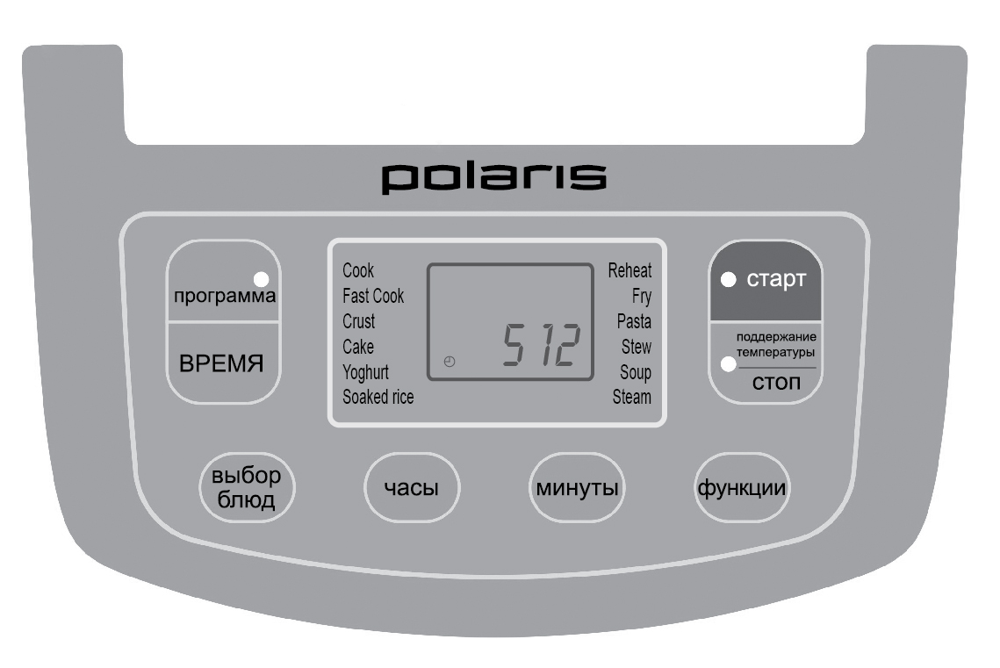 polaris
программа
ВРЕМЯ
Cook
Fast Cook
Crust
Cake
Yoghurt
Soaked rice
512
Reheat
Fry
Pasta
Stew
Soup
Steam
старт
поддержание
температуры
стоп
выбор
блюд
часы
минуты
функции